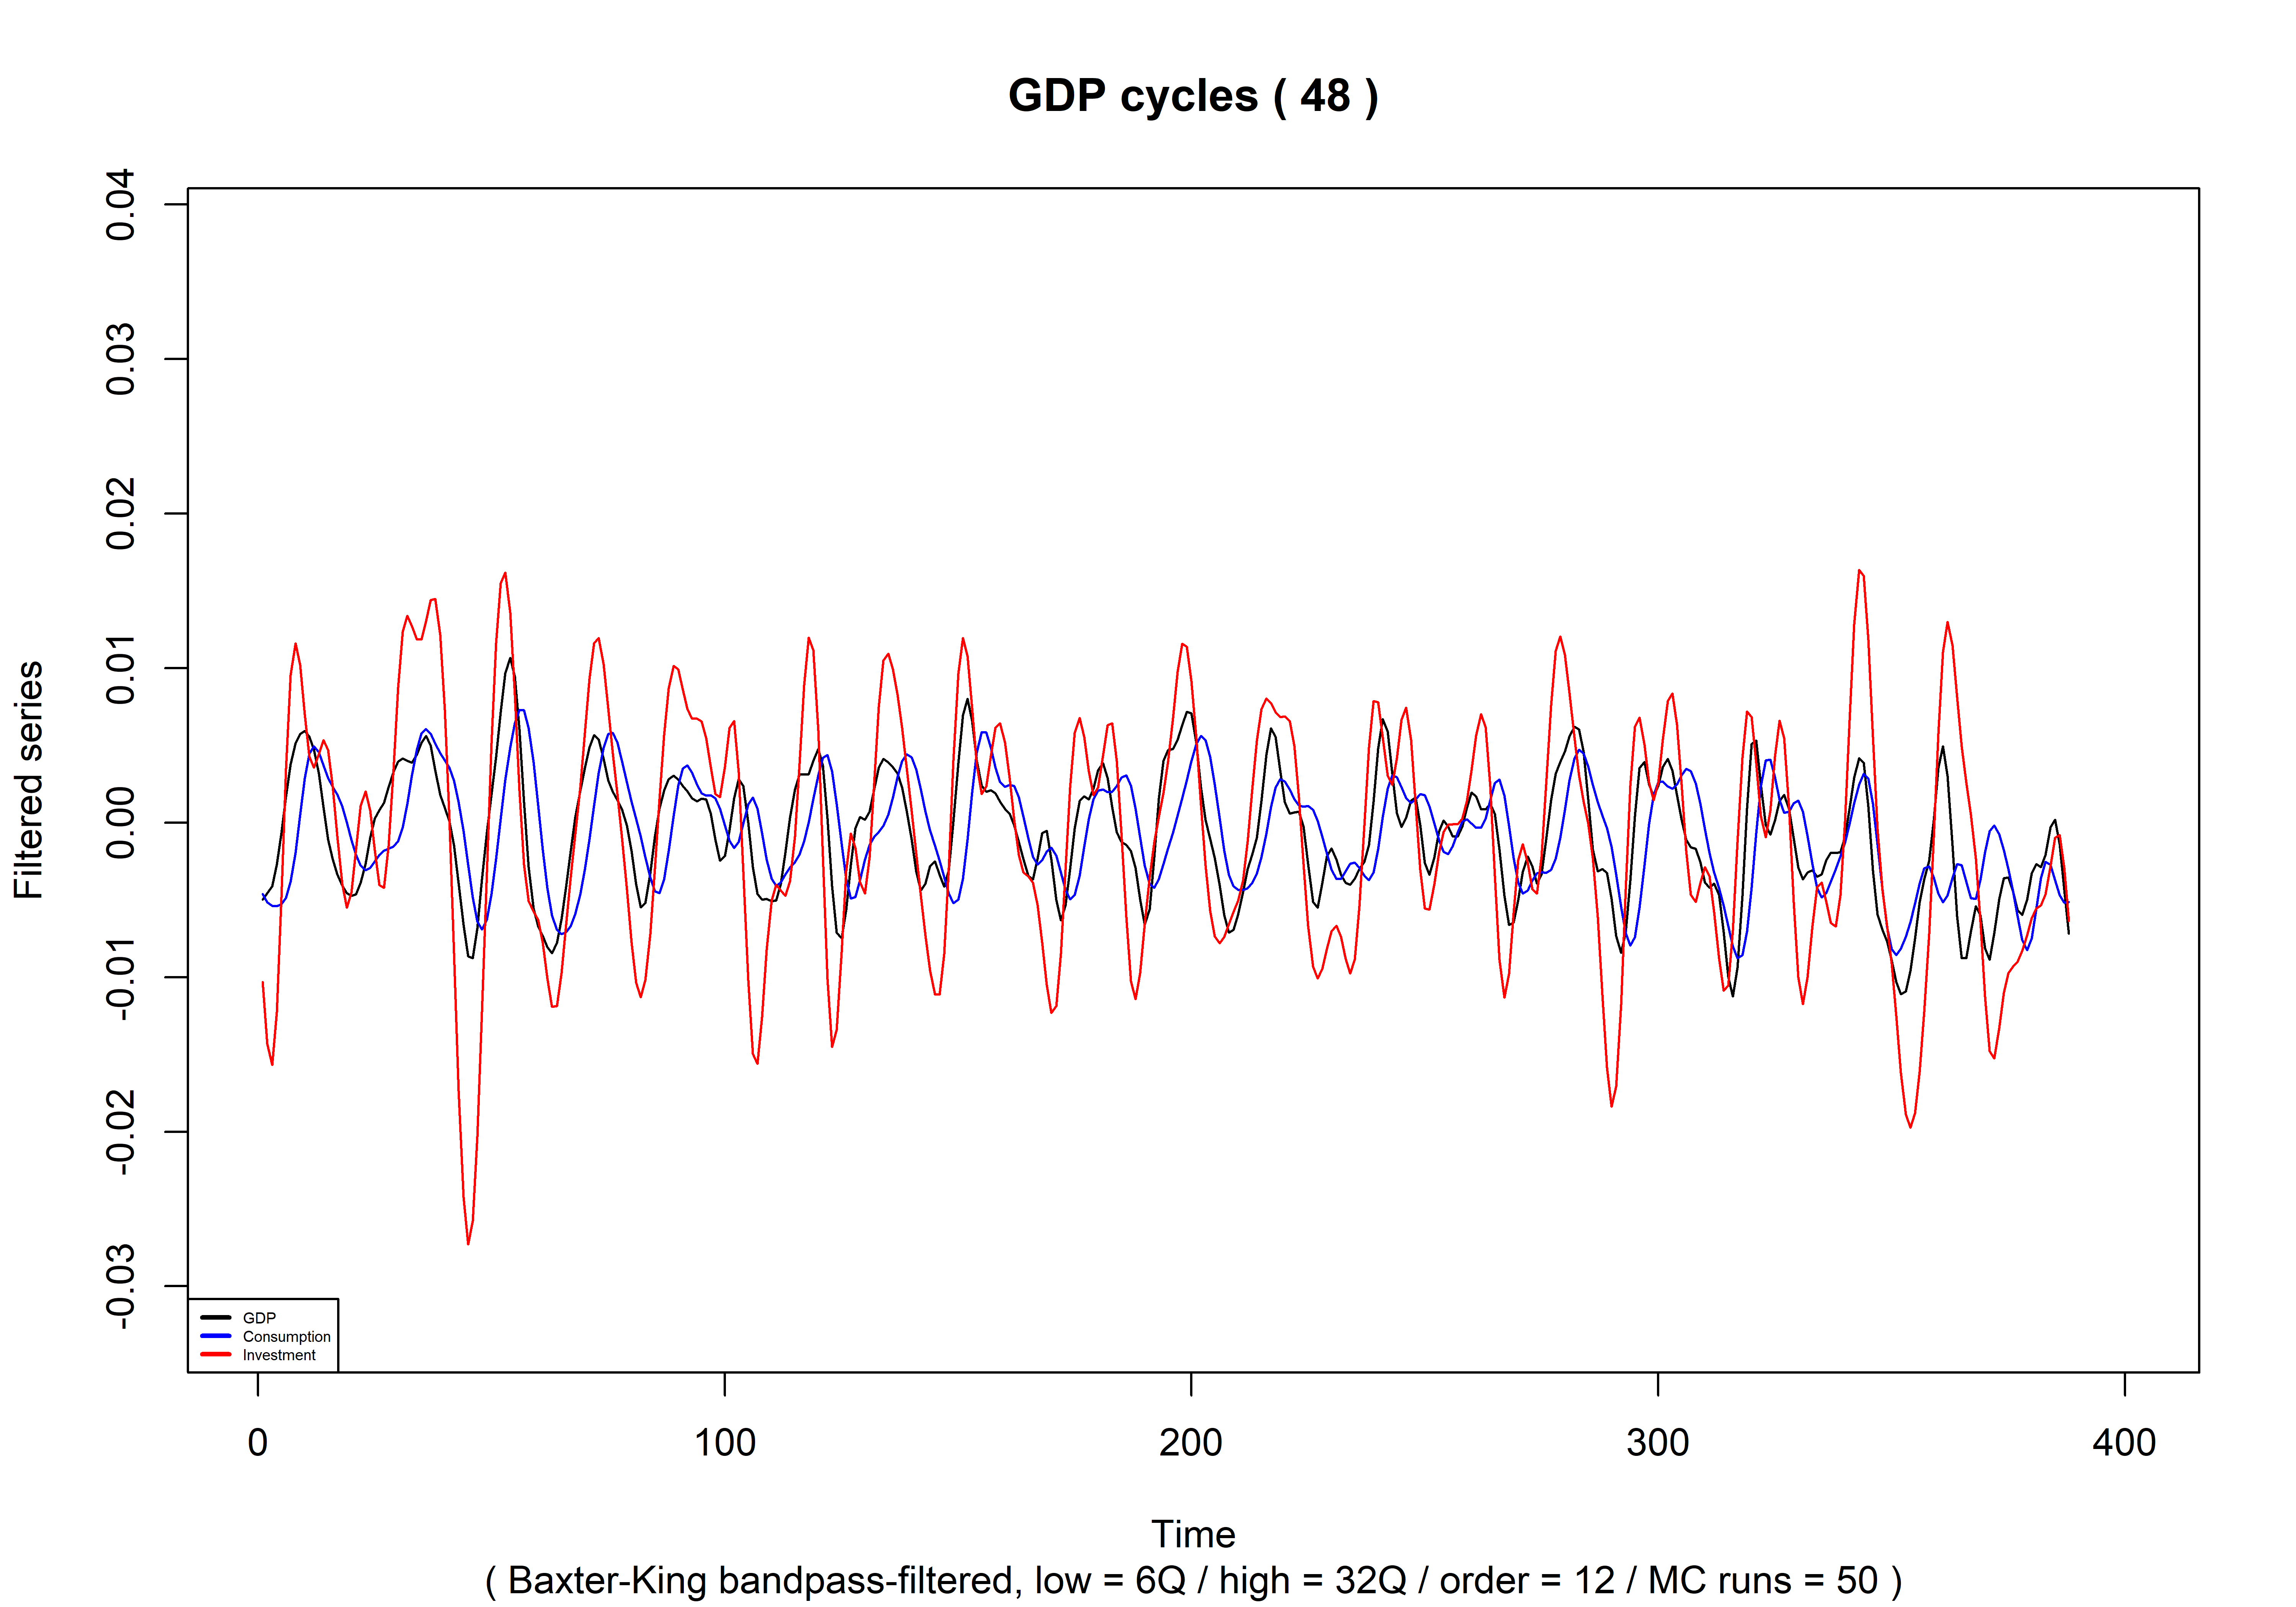 GDP cycles ( 48 )
Filtered series
0.04
0.03
0.02
0.01
0.00
-0.01
-0.02
-0.03
GDP
Consumption
Investment
0 100 200 300 400
Time
( Baxter-King bandpass-filtered, low = 6Q / high = 32Q / order = 12 / MC runs = 50 )